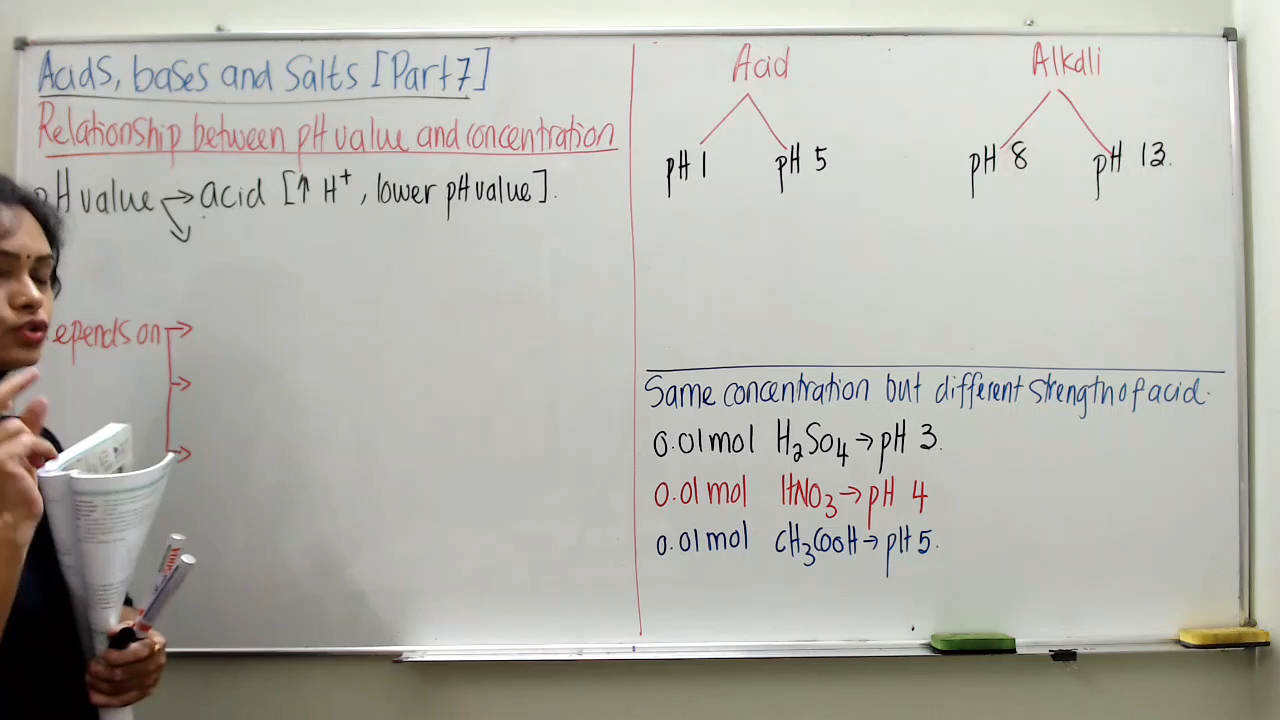 Acids, bases and Salts [Part 7]
Relationship between pH value and concentration
pH value → acid [↑ H⁺, lower pH value].
epends on
Acid
pH 1
pH 5
Alkali
pH 8
pH 13.
Same concentration but different strength of acid.
0.01 mol H₂SO₄ → pH 3.
0.01 mol HNO₃ → pH 4
0.01 mol CH₃COOH → pH 5.